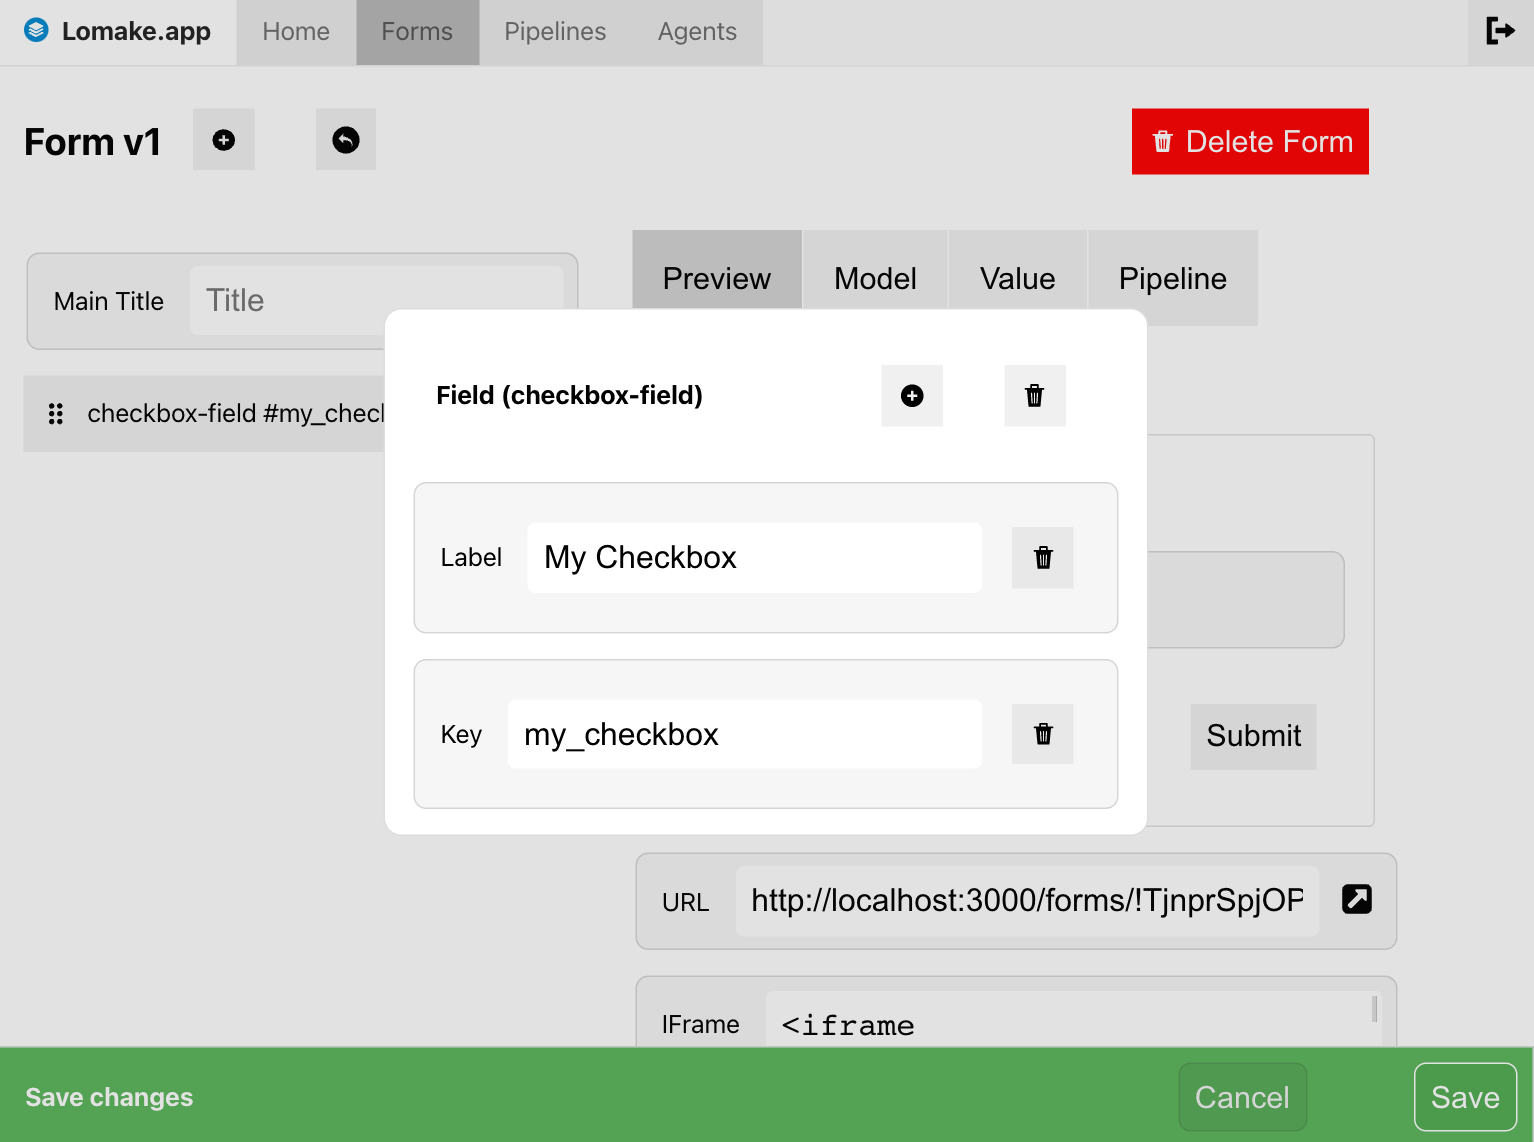 Lomake.app Home Forms Pipelines Agents
Form v1
Delete Form
Preview Model Value Pipeline
Main Title Title
checkbox-field
Field (checkbox-field)
Label My Checkbox
Key my_checkbox
Submit
URL http://localhost:3000/forms/!TjnprSpjOP
IFrame <iframe
Save changes Cancel Save